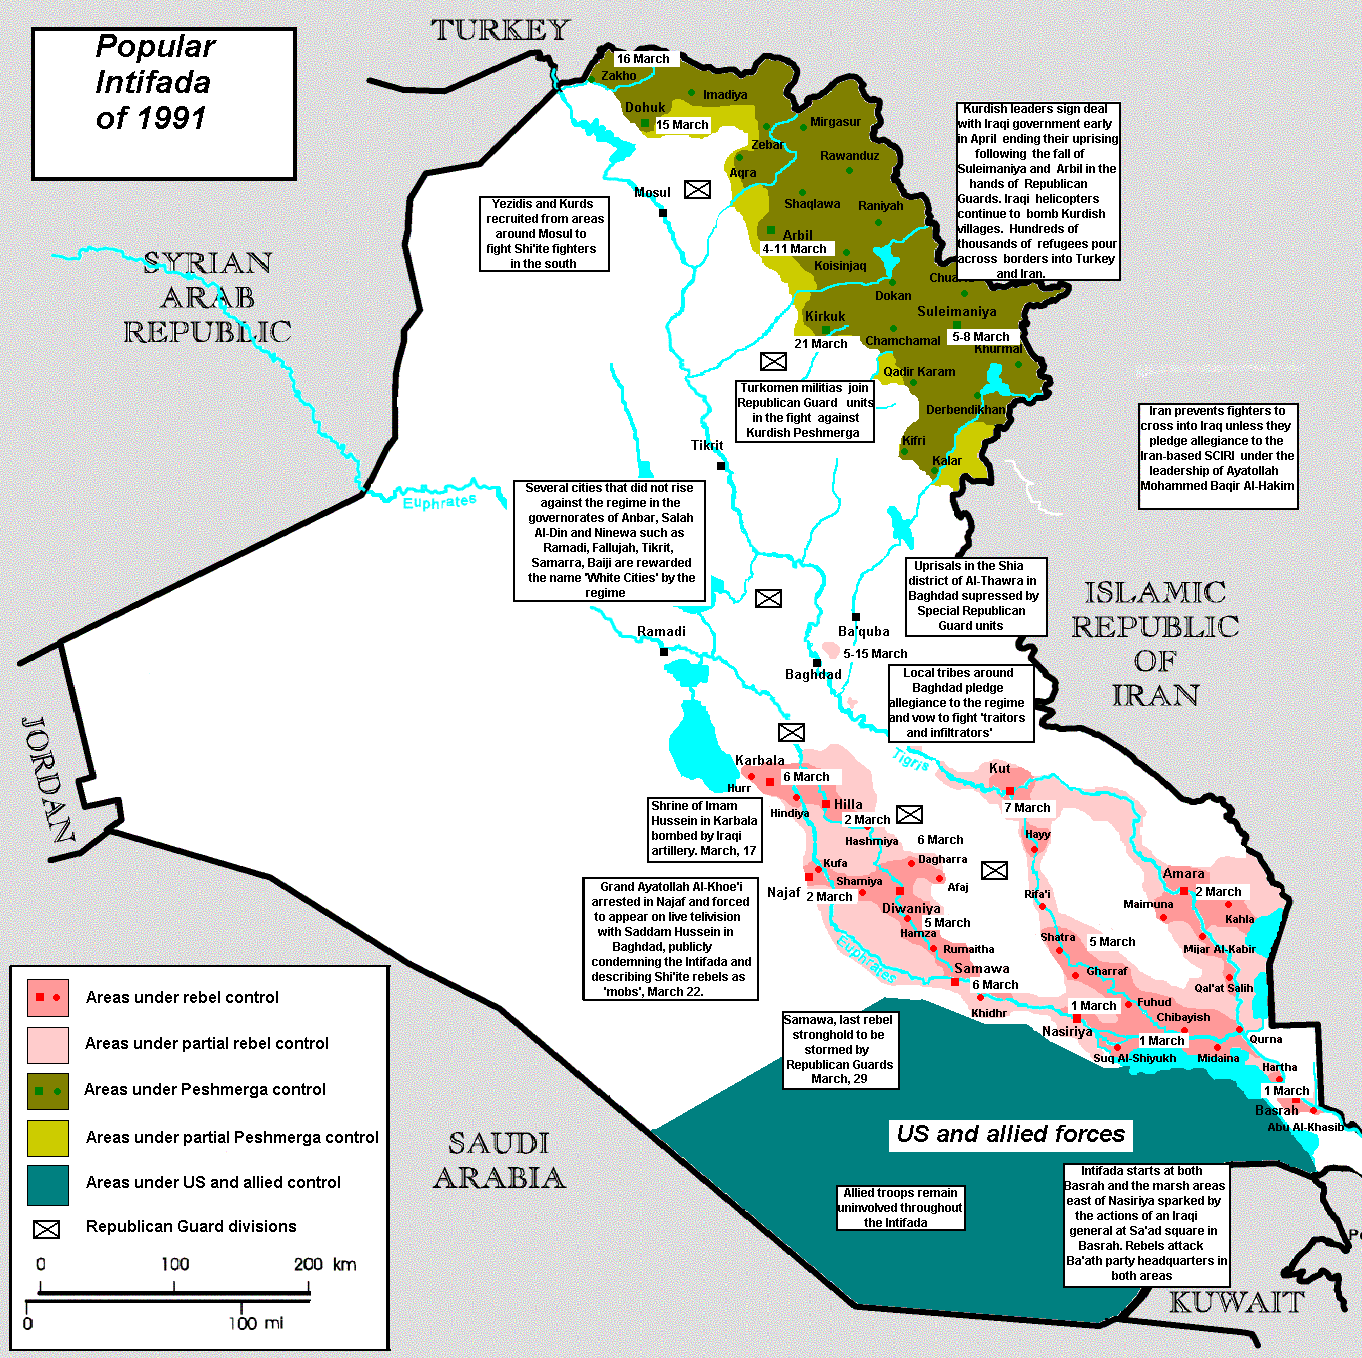 Popular
Intifada
of 1991
TURKEY
SYRIAN
ARAB
REPUBLIC
JORDAN
SAUDI
ARABIA
KUWAIT
ISLAMIC
REPUBLIC
OF
IRAN
16 March
Zakho
Imadiya
Dohuk
15 March
Mirgasur
Zebar
Rawanduz
Aqra
Mosul
Shaqlawa
Raniyah
Arbil
4-11 March
Koisinjaq
Dokan
Suleimaniya
Kirkuk
5-8 March
21 March
Chamchamal
Khurmal
Qadir Karam
Derbendikhan
Kifri
Kalar
Kurdish leaders sign deal
with Iraqi government early
in April ending their uprising
following the fall of
Suleimaniya and Arbil in the
hands of Republican
Guards. Iraqi helicopters
continue to bomb Kurdish
villages. Hundreds of
thousands of refugees pour
across borders into Turkey
and Iran.
Yezidis and Kurds
recruited from areas
around Mosul to
fight Shi'ite fighters
in the south
Turkomen militias join
Republican Guard units
in the fight against
Kurdish Peshmerga
Iran prevents fighters to
cross into Iraq unless they
pledge allegiance to the
Iran-based SCIRI under the
leadership of Ayatollah
Mohammed Baqir Al-Hakim
Tikrit
Euphrates
Several cities that did not rise
against the regime in the
governorates of Anbar, Salah
Al-Din and Ninewa such as
Ramadi, Fallujah, Tikrit,
Samarra, Baiji are rewarded
the name 'White Cities' by the
regime
Uprisals in the Shia
district of Al-Thawra in
Baghdad supressed by
Special Republican
Guard units
Ramadi
Ba'quba
5-15 March
Baghdad
Local tribes around
Baghdad pledge
allegiance to the regime
and vow to fight 'traitors
and infiltrators'
Tigris
Karbala
6 March
Hurr
Hindiya
Hilla
2 March
Hashmiya
Kut
7 March
Hayy
6 March
Dagharra
Afaj
Kufa
Shamiya
Najaf
2 March
Diwaniya
5 March
Hamza
Rumaitha
Samawa
6 March
Khidhr
Euphrates
Rifa'i
Shatra
5 March
Gharraf
Amara
2 March
Maimuna
Kahla
Mijar Al-Kabir
Qal'at Salih
1 March
Fuhud
Chibayish
Nasiriya
1 March
Qurna
Suq Al-Shiyukh
Midaina
Hartha
1 March
Basrah
Abu Al-Khasib
Shrine of Imam
Hussein in Karbala
bombed by Iraqi
artillery. March, 17
Grand Ayatollah Al-Khoe'i
arrested in Najaf and forced
to appear on live telivision
with Saddam Hussein in
Baghdad, publicly
condemning the Intifada and
describing Shi'ite rebels as
'mobs', March 22.
Samawa, last rebel
stronghold to be
stormed by
Republican Guards
March, 29
US and allied forces
Allied troops remain
uninvolved throughout
the Intifada
Intifada starts at both
Basrah and the marsh areas
east of Nasiriya sparked by
the actions of an Iraqi
general at Sa'ad square in
Basrah. Rebels attack
Ba'ath party headquarters in
both areas
Areas under rebel control
Areas under partial rebel control
Areas under Peshmerga control
Areas under partial Peshmerga control
Areas under US and allied control
Republican Guard divisions
0 100 200 km
0 100 mi